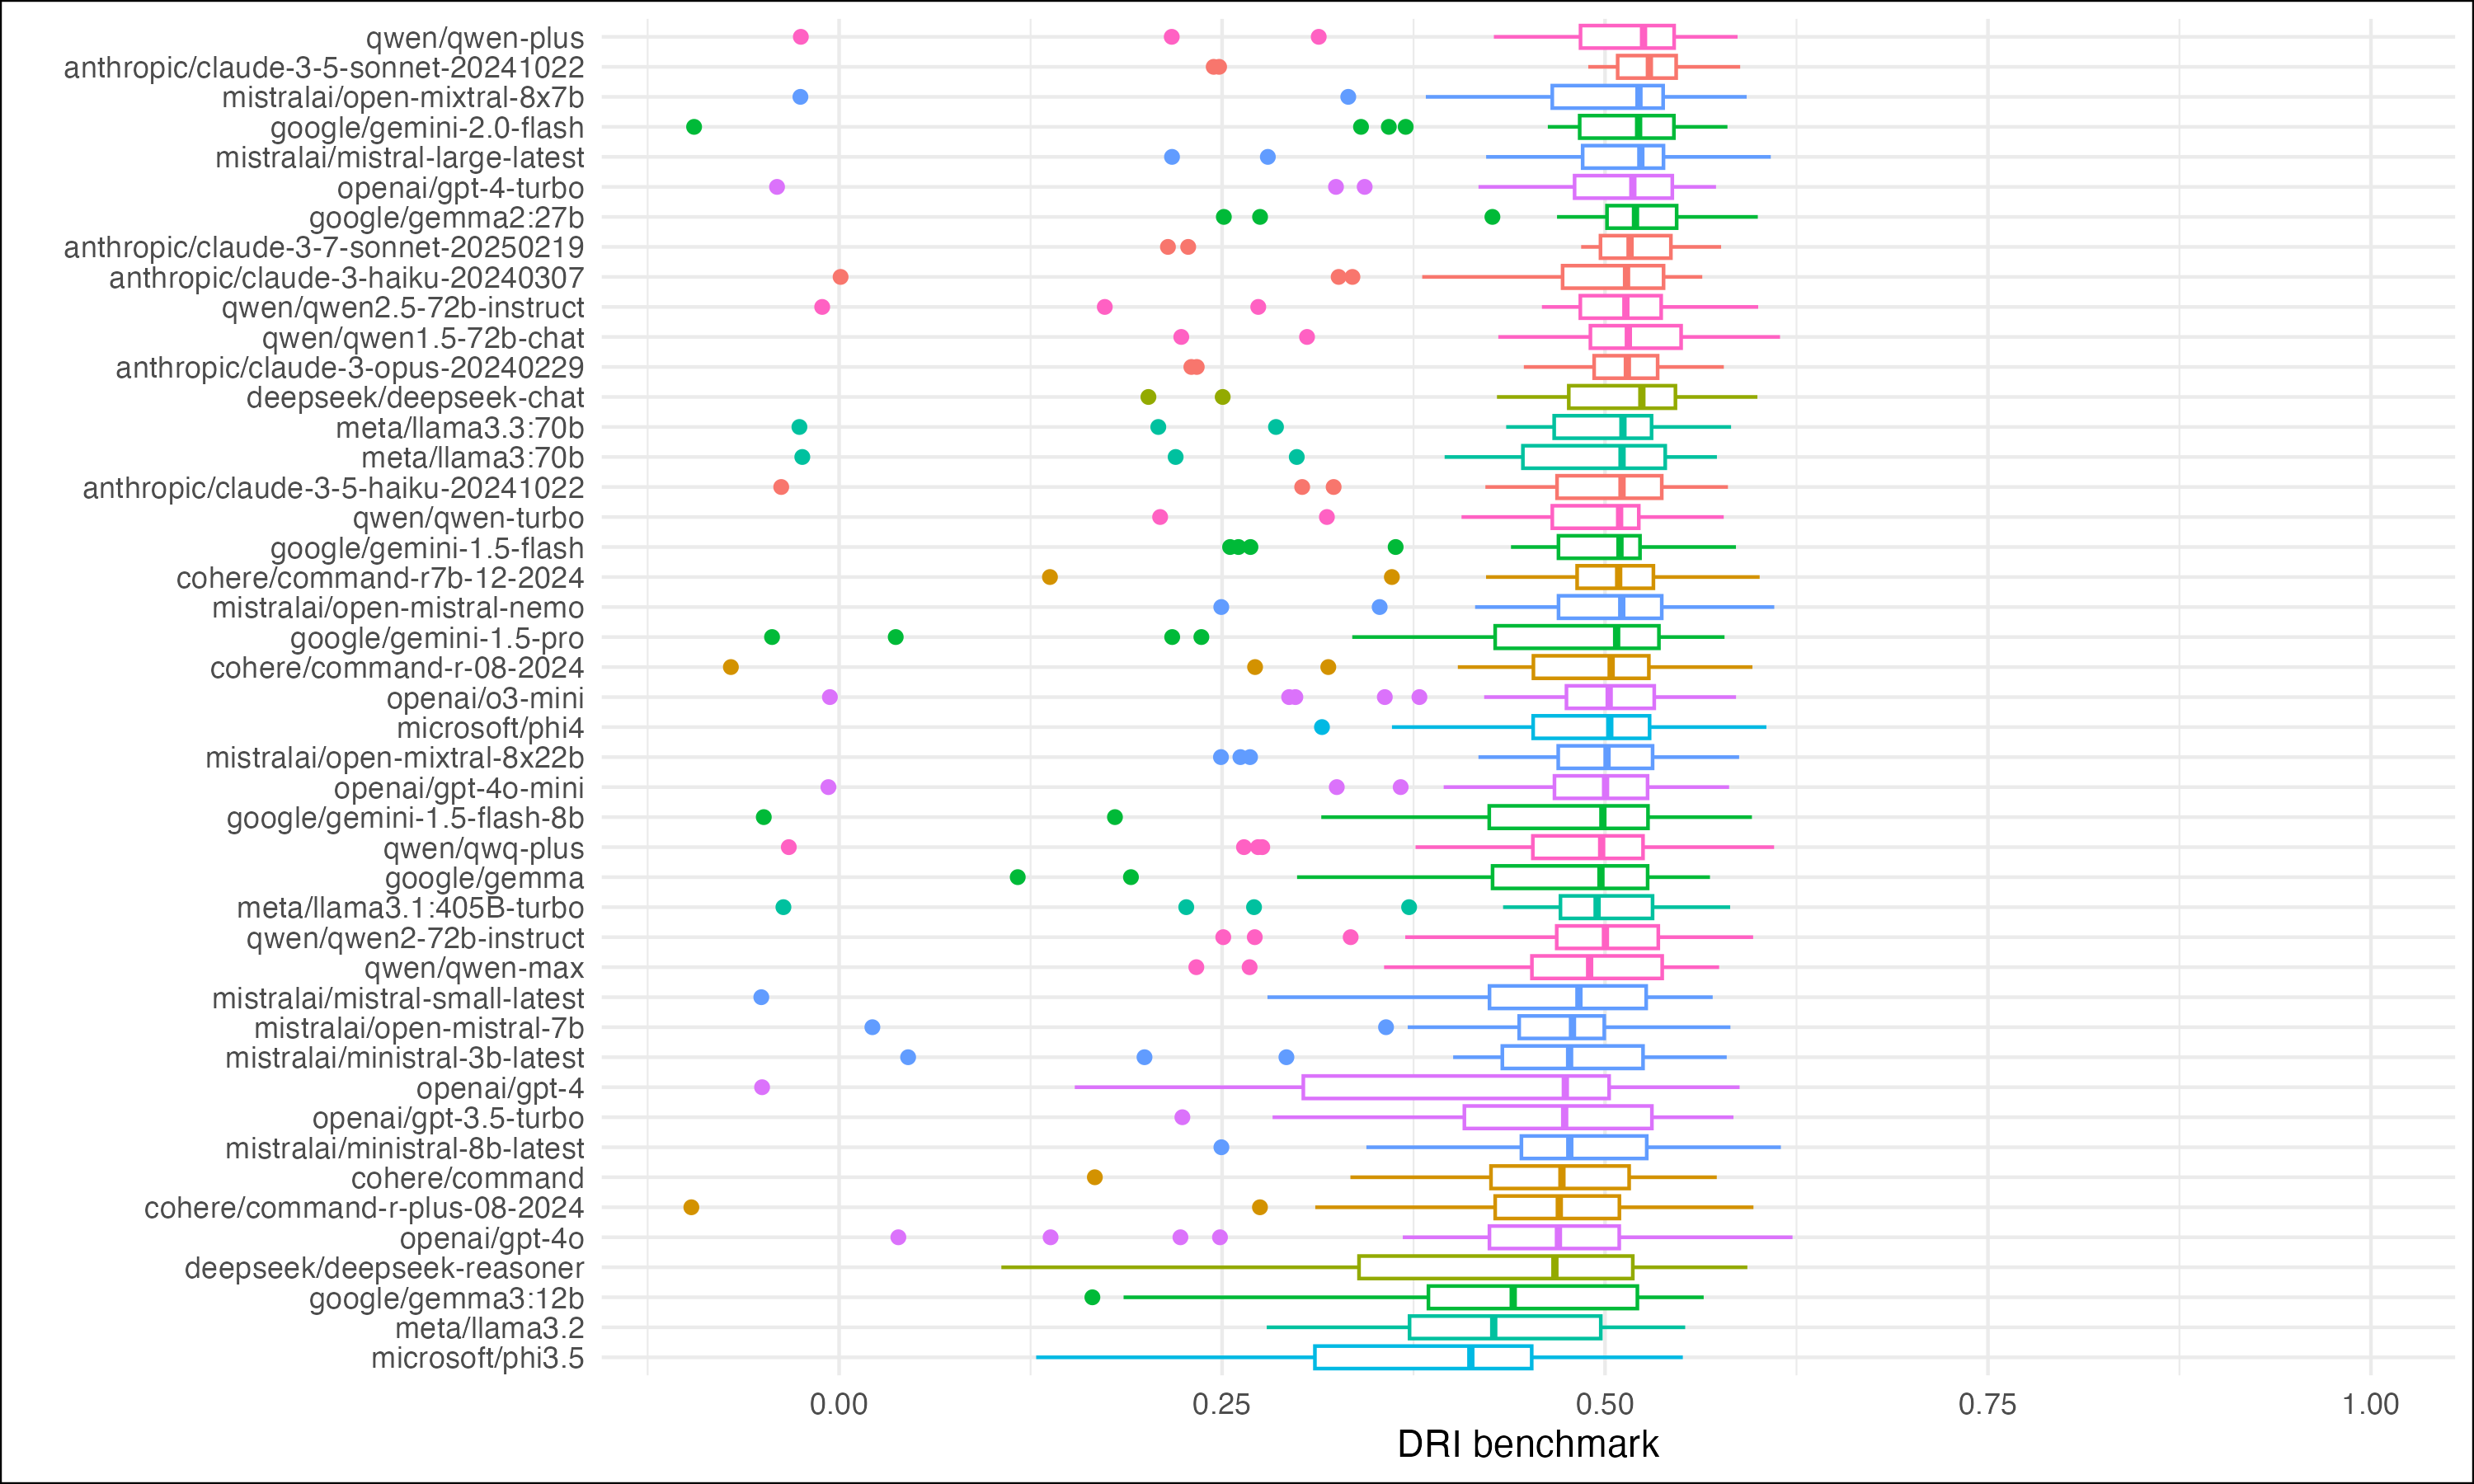 qwen/qwen-plus
anthropic/claude-3-5-sonnet-20241022
mistralai/open-mixtral-8x7b
google/gemini-2.0-flash
mistralai/mistral-large-latest
openai/gpt-4-turbo
google/gemma2:27b
anthropic/claude-3-7-sonnet-20250219
anthropic/claude-3-haiku-20240307
qwen/qwen2.5-72b-instruct
qwen/qwen1.5-72b-chat
anthropic/claude-3-opus-20240229
deepseek/deepseek-chat
meta/llama3.3:70b
meta/llama3:70b
anthropic/claude-3-5-haiku-20241022
qwen/qwen-turbo
google/gemini-1.5-flash
cohere/command-r7b-12-2024
mistralai/open-mistral-nemo
google/gemini-1.5-pro
cohere/command-r-08-2024
openai/o3-mini
microsoft/phi4
mistralai/open-mixtral-8x22b
openai/gpt-4o-mini
google/gemini-1.5-flash-8b
qwen/qwq-plus
google/gemma
meta/llama3.1:405B-turbo
qwen/qwen2-72b-instruct
qwen/qwen-max
mistralai/mistral-small-latest
mistralai/open-mistral-7b
mistralai/ministral-3b-latest
openai/gpt-4
openai/gpt-3.5-turbo
mistralai/ministral-8b-latest
cohere/command
cohere/command-r-plus-08-2024
openai/gpt-4o
deepseek/deepseek-reasoner
google/gemma3:12b
meta/llama3.2
microsoft/phi3.5
0.00 0.25 0.50 0.75 1.00
DRI benchmark